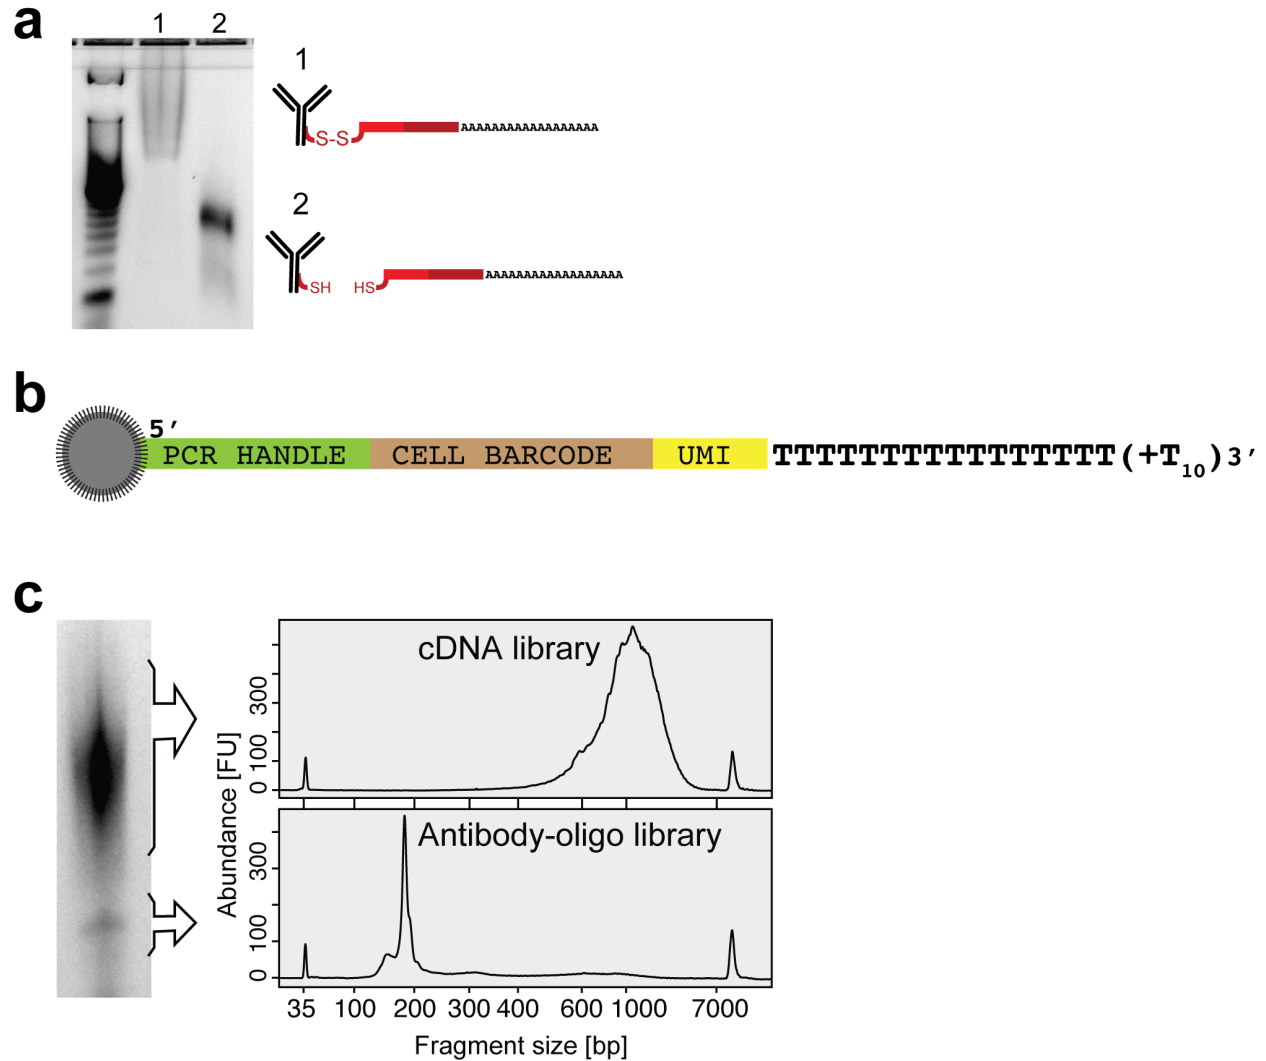 a
1 2
1
S-S
AAAAAAAAAAAAAAAAAA
2
SH HS
AAAAAAAAAAAAAAAAAA
b
5′ PCR HANDLE CELL BARCODE UMI TTTTTTTTTTTTTTTT(+T10)3′
c
Abundance [FU]
cDNA library
300
100
0
Antibody-oligo library
300
100
0
35 100 200 300 400 600 1000 7000
Fragment size [bp]